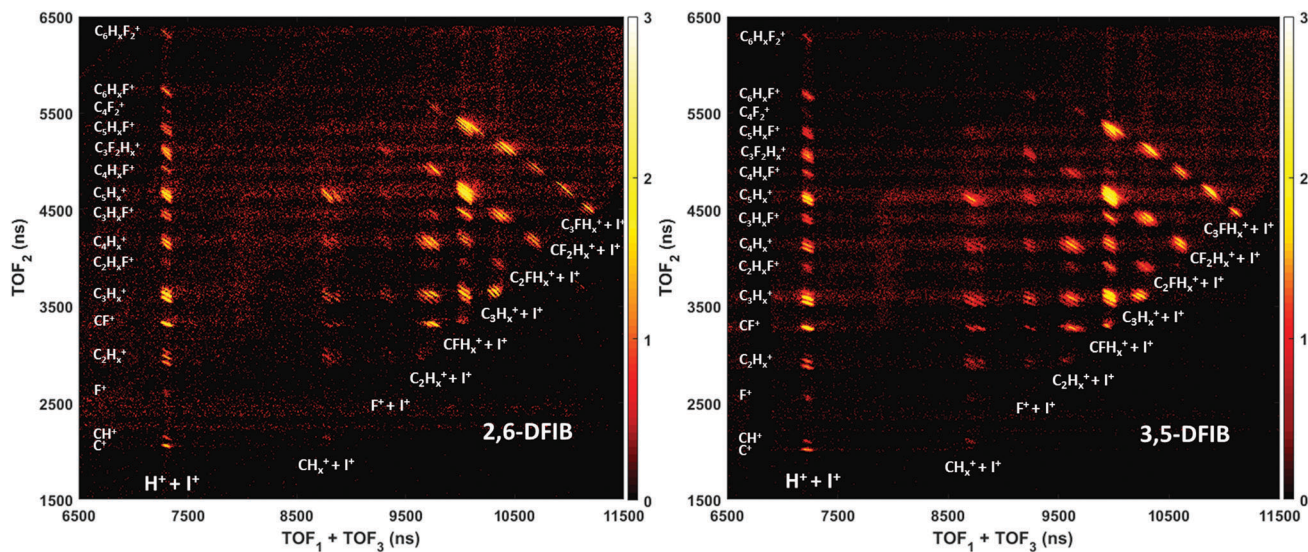 6500
5500
4500
3500
2500
1500
TOF₂ (ns)
C₆HₓF₂⁺
C₆HₓF⁺
C₄F₂⁺
C₅HₓF⁺
C₃F₂Hₓ⁺
C₄HₓF⁺
C₅Hₓ⁺
C₃HₓF⁺
C₄Hₓ⁺
C₂HₓF⁺
C₃Hₓ⁺
CF⁺
C₂Hₓ⁺
F⁺
CH⁺
C⁺
C₃FHₓ⁺ + I⁺
CF₂Hₓ⁺ + I⁺
C₂FHₓ⁺ + I⁺
C₃Hₓ⁺ + I⁺
CFHₓ⁺ + I⁺
C₂Hₓ⁺ + I⁺
F⁺ + I⁺
2,6-DFIB
CHₓ⁺ + I⁺
H⁺ + I⁺
6500 7500 8500 9500 10500 11500
TOF₁ + TOF₃ (ns)
3
2
1
0
6500
5500
4500
3500
2500
1500
TOF₂ (ns)
C₆HₓF₂⁺
C₆HₓF⁺
C₄F₂⁺
C₅HₓF⁺
C₃F₂Hₓ⁺
C₄HₓF⁺
C₅Hₓ⁺
C₃HₓF⁺
C₄Hₓ⁺
C₂HₓF⁺
C₃Hₓ⁺
CF⁺
C₂Hₓ⁺
F⁺
CH⁺
C⁺
C₃FHₓ⁺ + I⁺
CF₂Hₓ⁺ + I⁺
C₂FHₓ⁺ + I⁺
C₃Hₓ⁺ + I⁺
CFHₓ⁺ + I⁺
C₂Hₓ⁺ + I⁺
F⁺ + I⁺
3,5-DFIB
CHₓ⁺ + I⁺
H⁺ + I⁺
6500 7500 8500 9500 10500 11500
TOF₁ + TOF₃ (ns)
3
2
1
0